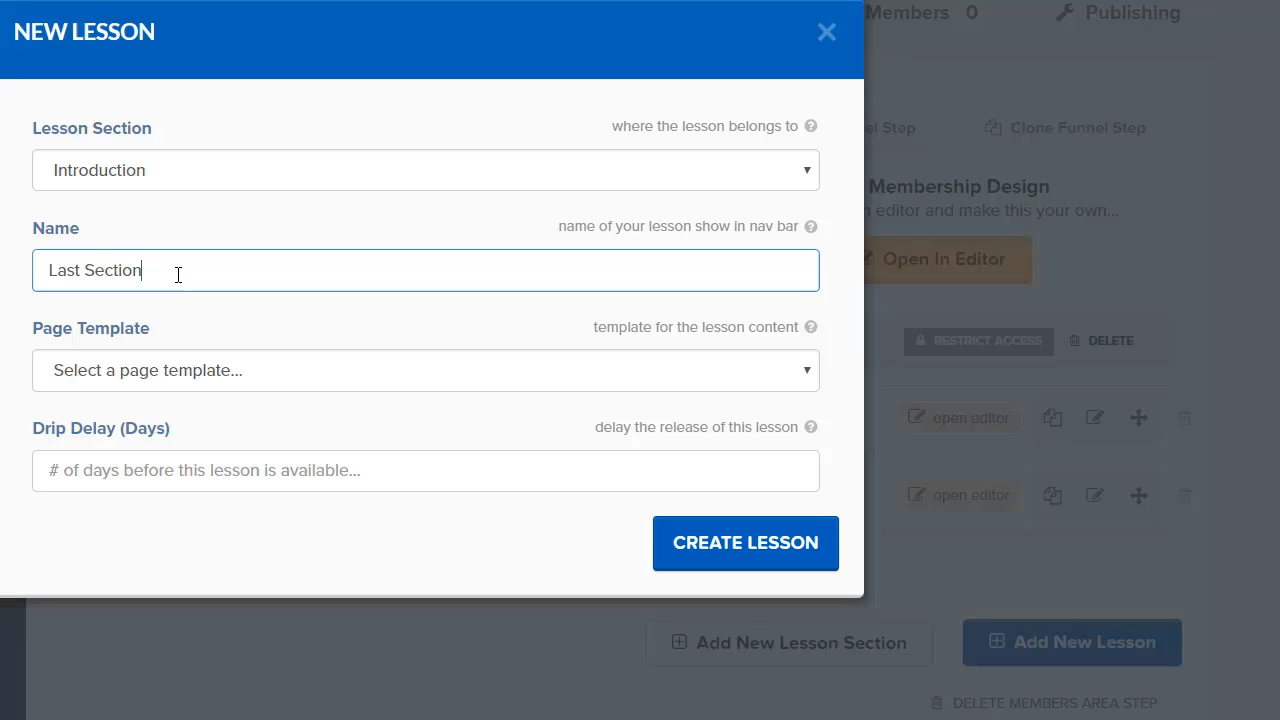 NEW LESSON
Members 0
Publishing
Lesson Section
where the lesson belongs to
Introduction
el Step
Clone Funnel Step
Name
name of your lesson show in nav bar
Last Section
Membership Design
n editor and make this your own...
Open In Editor
Page Template
template for the lesson content
Select a page template...
RESTRICT ACCESS
DELETE
Drip Delay (Days)
delay the release of this lesson
# of days before this lesson is available...
open editor
open editor
CREATE LESSON
Add New Lesson Section
Add New Lesson
DELETE MEMBERS AREA STEP